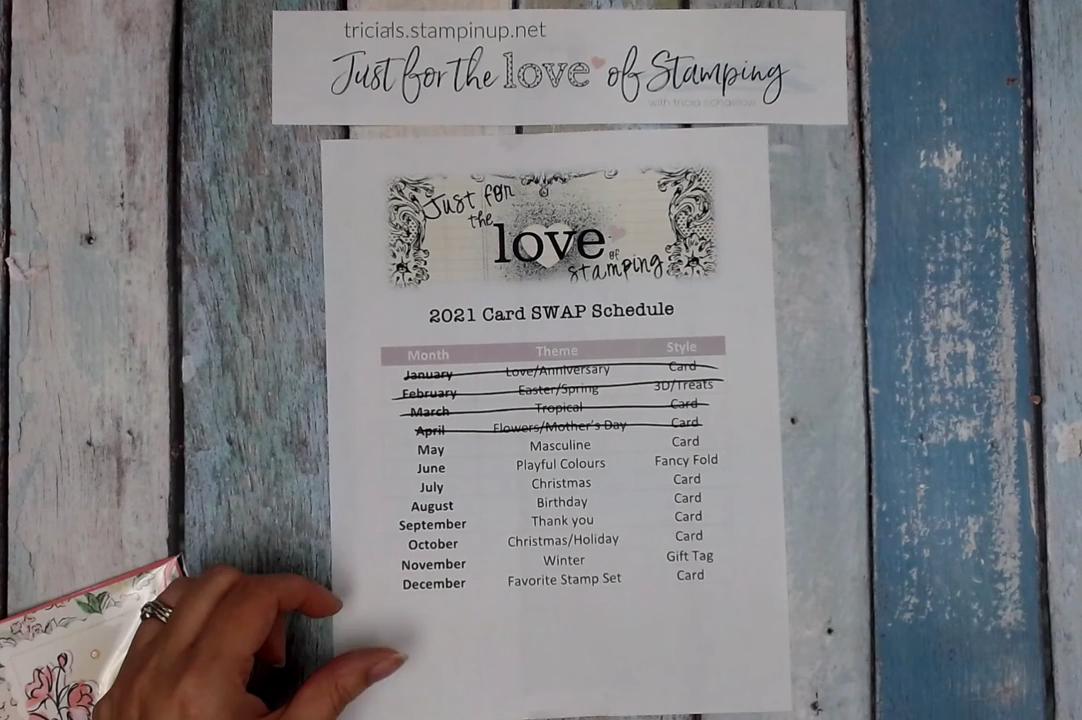 tricials.stampinup.net
Just for the love of Stamping
with tricia
Just for
the
love
of
stamping
2021 Card SWAP Schedule
Month Theme Style
January Love/Anniversary Card
February Easter/Spring 3D/Treats
March Tropical Card
April Flowers/Mother's Day Card
May Masculine Card
June Playful Colours Fancy Fold
July Christmas Card
August Birthday Card
September Thank you Card
October Christmas/Holiday Card
November Winter Gift Tag
December Favorite Stamp Set Card